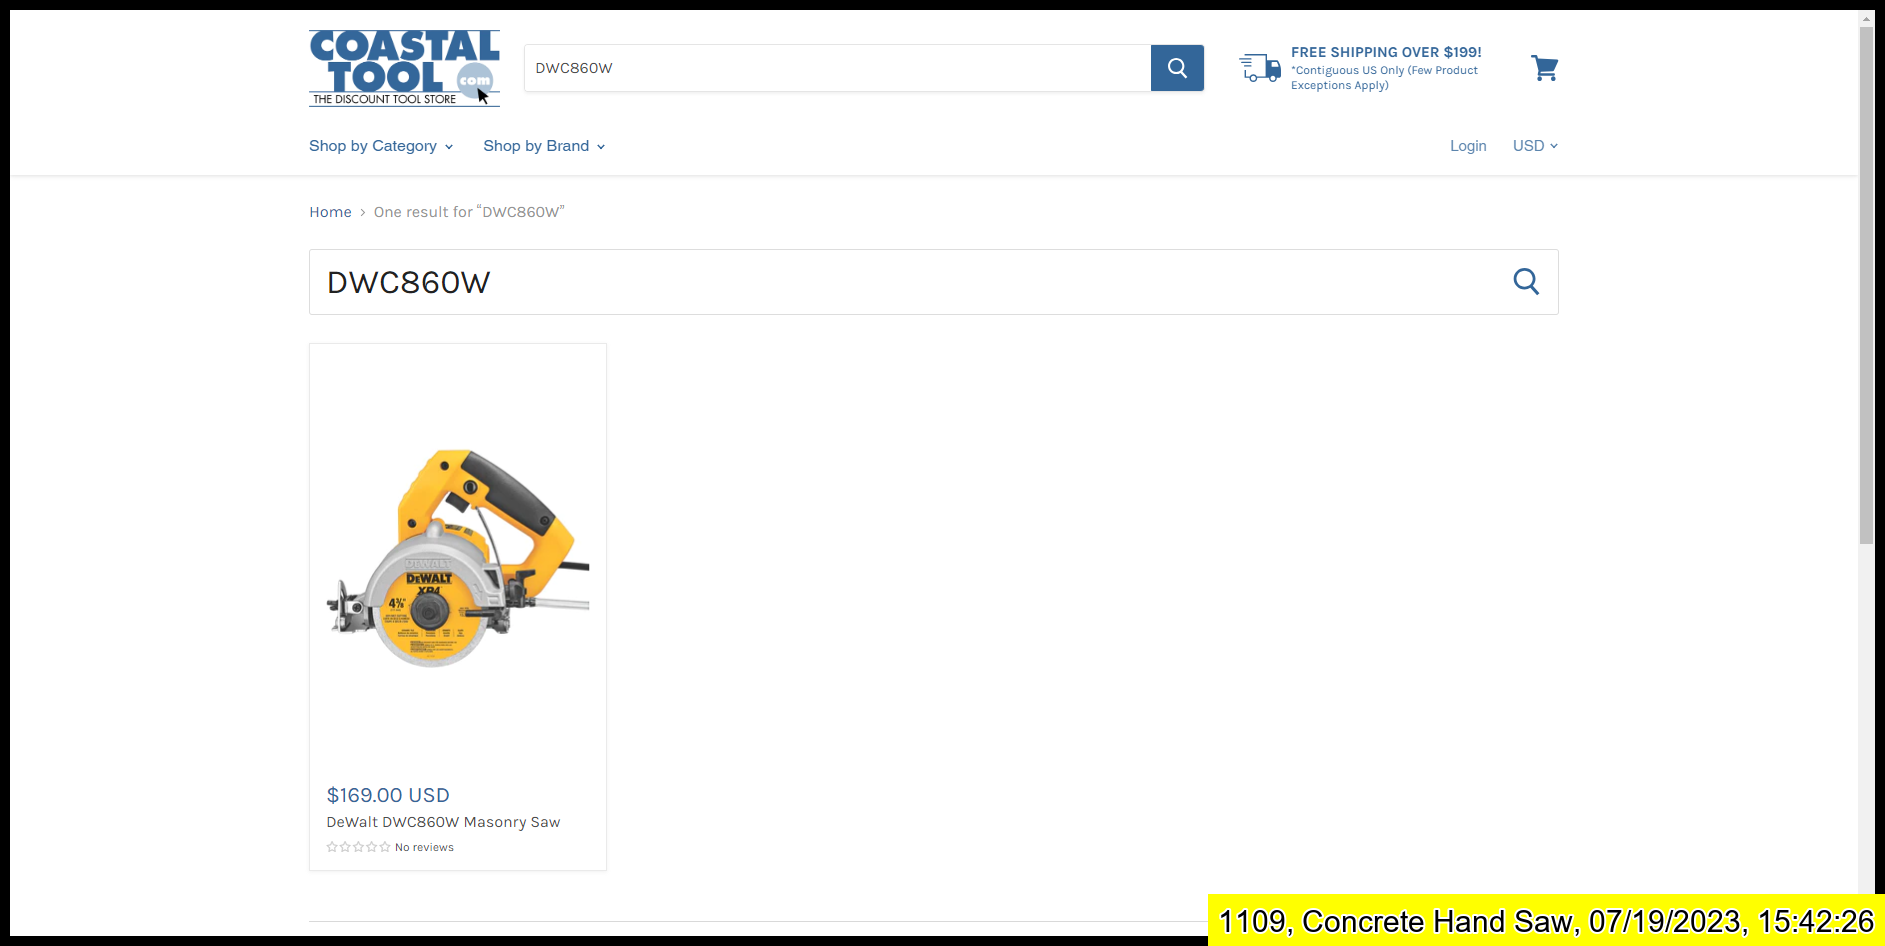 COASTAL
TOOL
com
THE DISCOUNT TOOL STORE
DWC860W
FREE SHIPPING OVER $199!
*Contiguous US Only (Few Product
Exceptions Apply)
Shop by Category
Shop by Brand
Login
USD
Home > One result for “DWC860W”
DWC860W
DEWALT
DEWALT
XP4
4⅜"
$169.00 USD
DeWalt DWC860W Masonry Saw
No reviews
1109, Concrete Hand Saw, 07/19/2023, 15:42:26